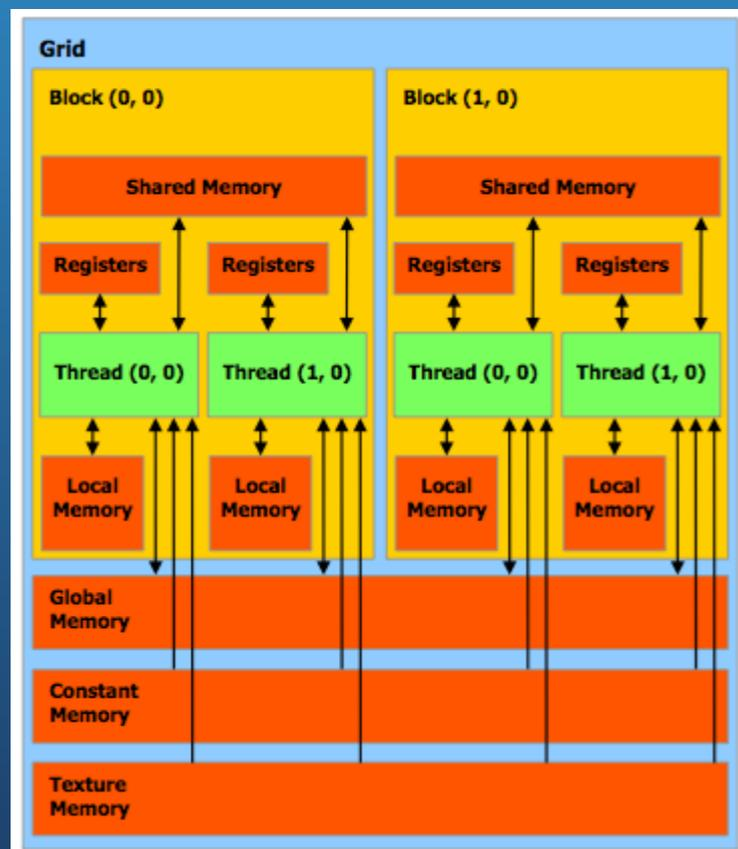 Grid
Block (0, 0)
Block (1, 0)
Shared Memory
Shared Memory
Registers
Registers
Registers
Registers
Thread (0, 0)
Thread (1, 0)
Thread (0, 0)
Thread (1, 0)
Local
Memory
Local
Memory
Local
Memory
Local
Memory
Global
Memory
Constant
Memory
Texture
Memory